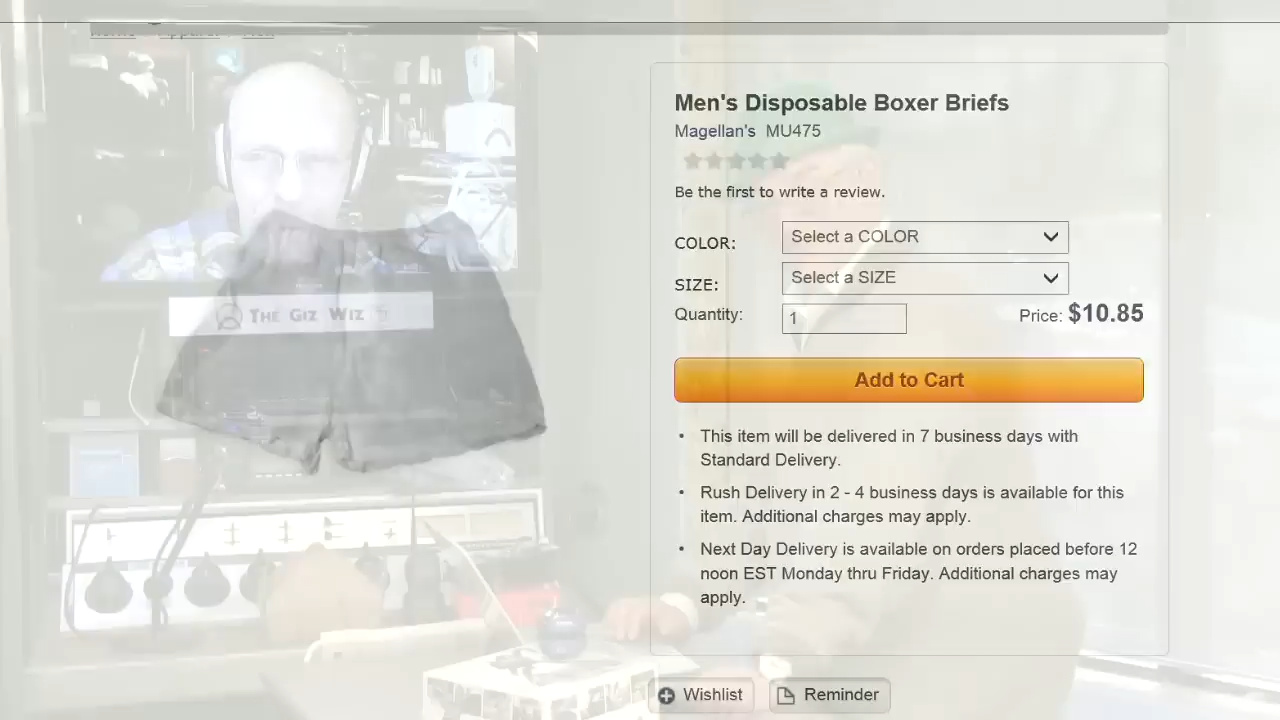 Men's Disposable Boxer Briefs
Magellan's MU475
Be the first to write a review.
COLOR: Select a COLOR
SIZE: Select a SIZE
Quantity: 1
Price: $10.85
Add to Cart
• This item will be delivered in 7 business days with
Standard Delivery.
• Rush Delivery in 2 - 4 business days is available for this
item. Additional charges may apply.
• Next Day Delivery is available on orders placed before 12
noon EST Monday thru Friday. Additional charges may
apply.
Wishlist
Reminder
THE GIZ WIZ